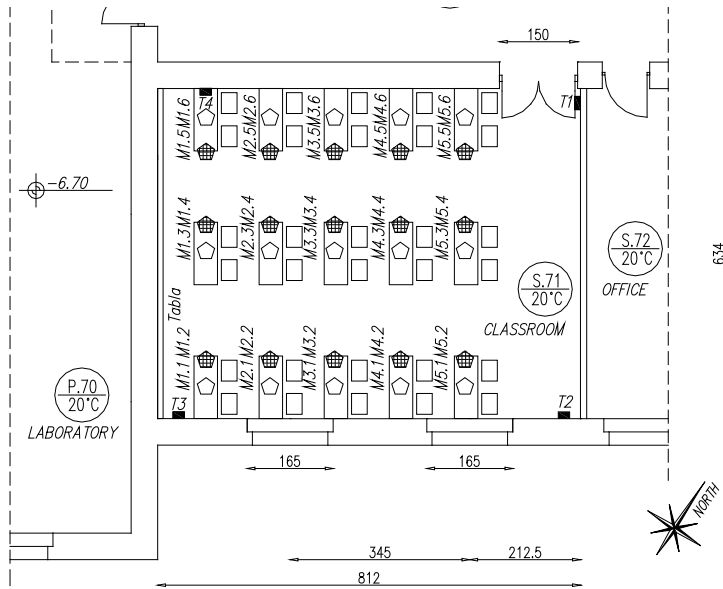 150
T4
T1
M1.5 M1.6
M2.5 M2.6
M3.5 M3.6
M4.5 M4.6
M5.5 M5.6
-6.70
M1.3 M1.4
M2.3 M2.4
M3.3 M3.4
M4.3 M4.4
M5.3 M5.4
S.72
20°C
OFFICE
634
S.71
20°C
CLASSROOM
Tabla
M1.1 M1.2
M2.1 M2.2
M3.1 M3.2
M4.1 M4.2
M5.1 M5.2
P.70
20°C
LABORATORY
T3
T2
165
165
NORTH
345
212.5
812